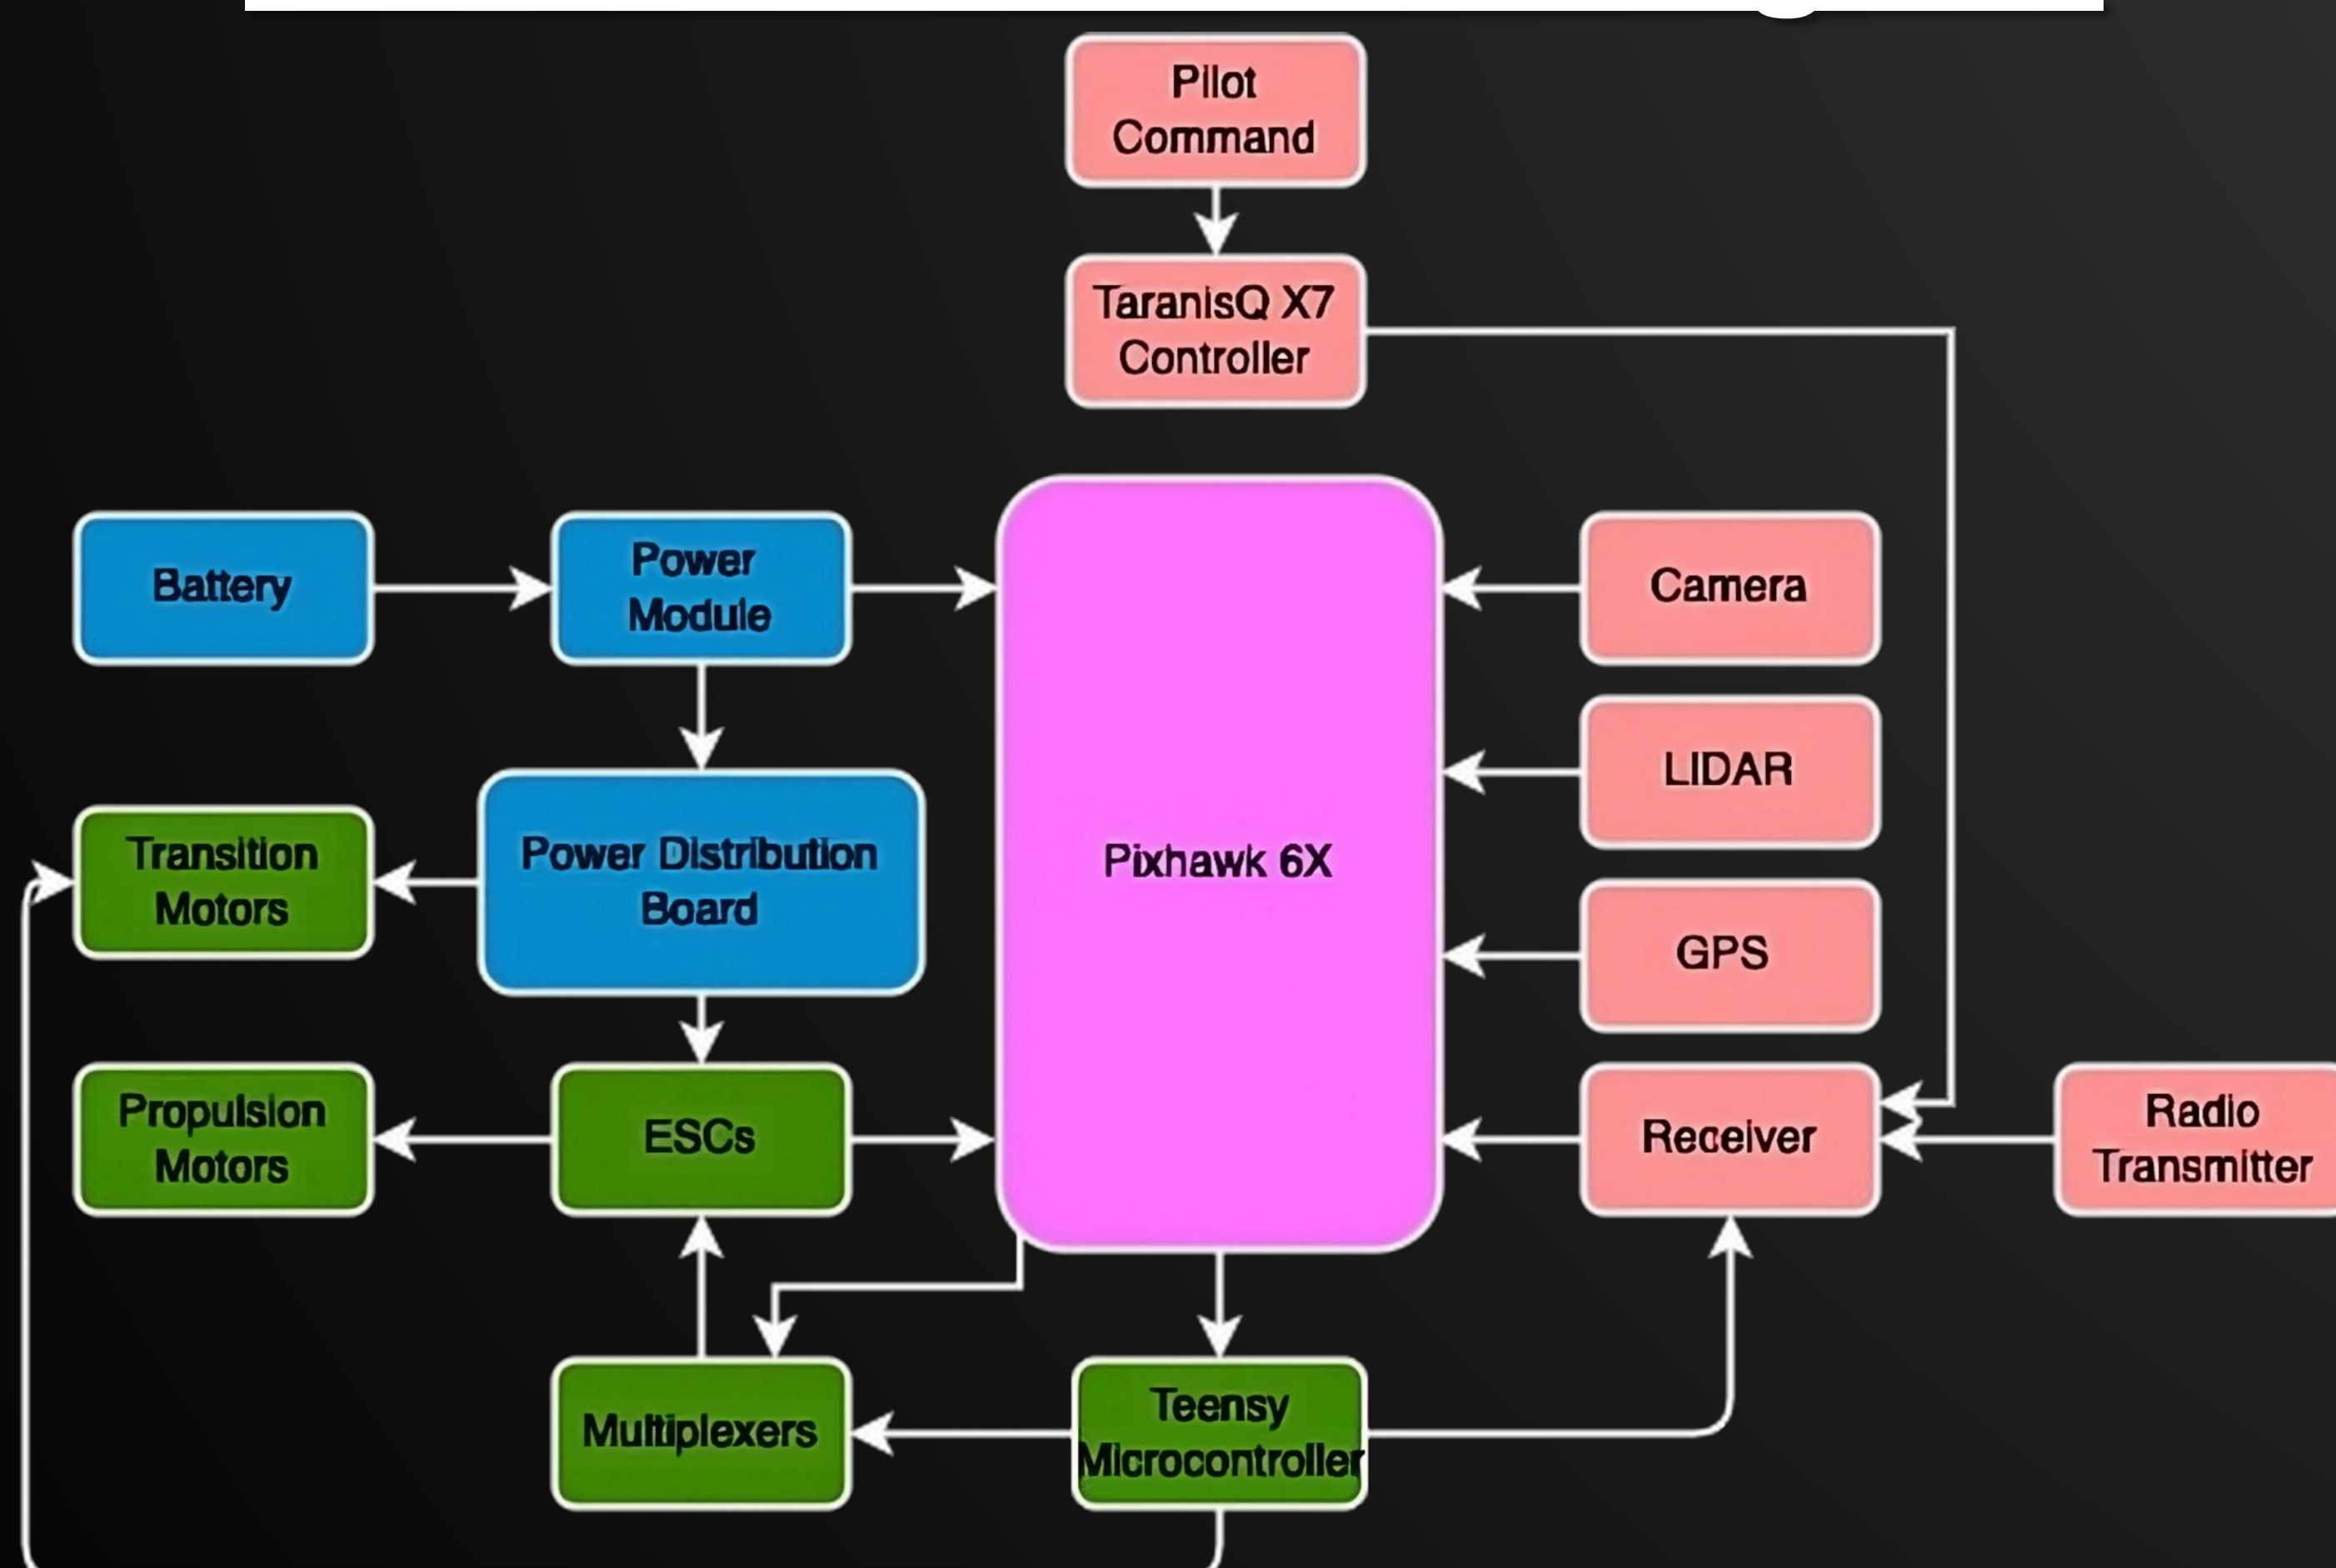 Pilot
Command
TaranisQ X7
Controller
Battery
Power
Module
Camera
LIDAR
Transition
Motors
Power Distribution
Board
Pixhawk 6X
GPS
Propulsion
Motors
ESCs
Receiver
Radio
Transmitter
Multiplexers
Teensy
Microcontroller